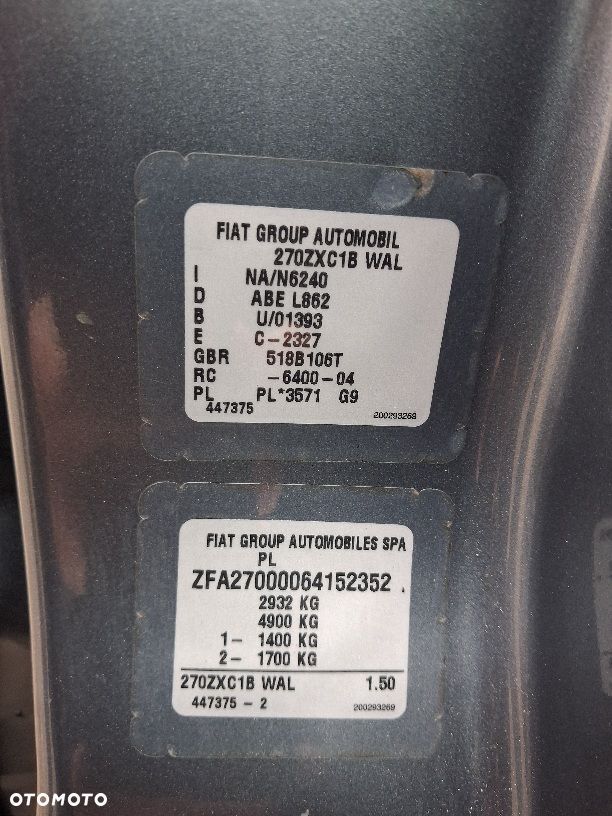 FIAT GROUP AUTOMOBIL
270ZXC1B WAL
I NA/N6240
D ABE L862
B U/01393
E C-2327
GBR 518B106T
RC -6400-04
PL PL*3571 G9
447375 200293268
FIAT GROUP AUTOMOBILES SPA
PL
ZFA27000064152352 .
2932 KG
4900 KG
1- 1400 KG
2- 1700 KG
270ZXC1B WAL 1.50
447375 - 2 200293269
OTOMOTO